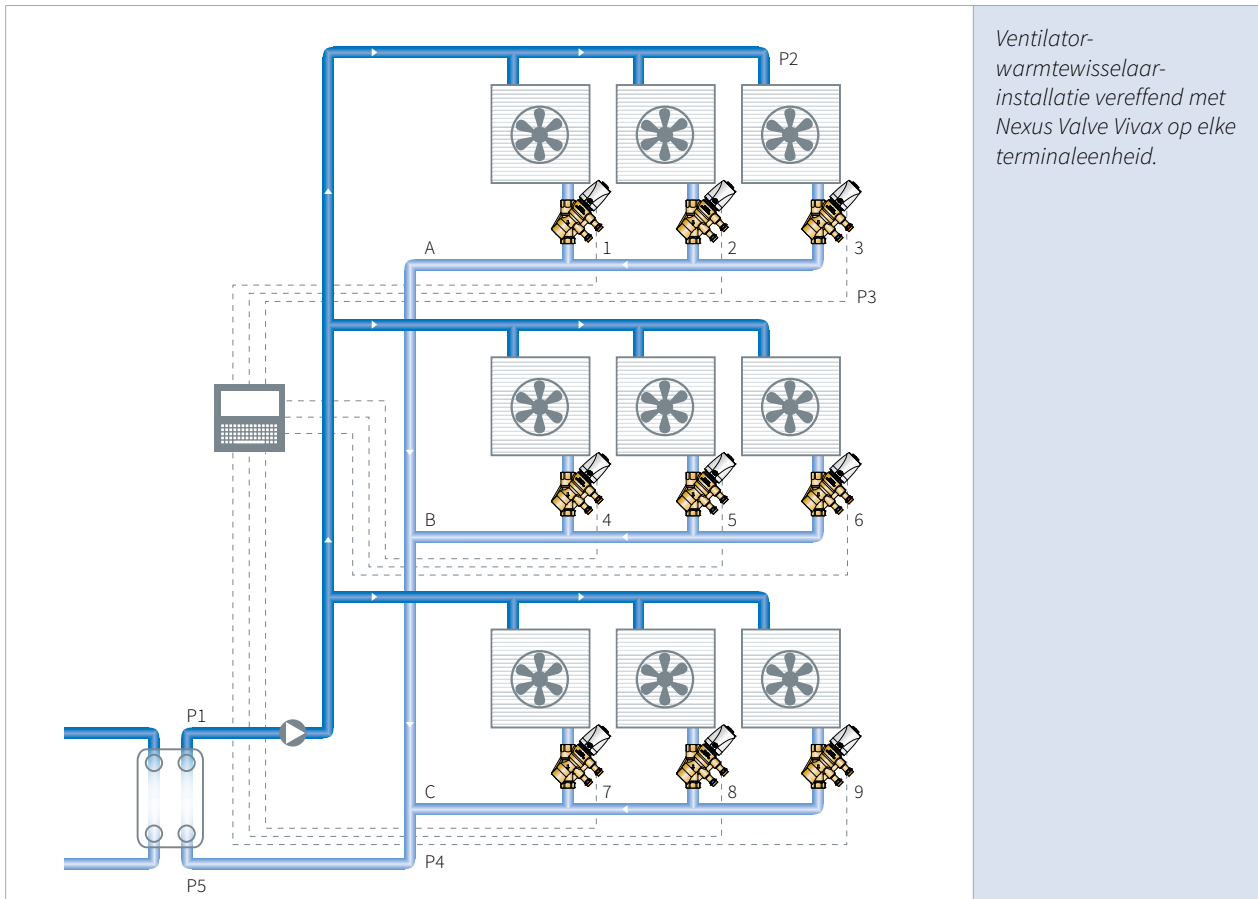 Ventilator-
warmtewisselaar-
installatie vereffend met
Nexus Valve Vivax op elke
terminaleenheid.
P2
A
1
2
3
P3
B
4
5
6
P1
C
7
8
9
P4
P5